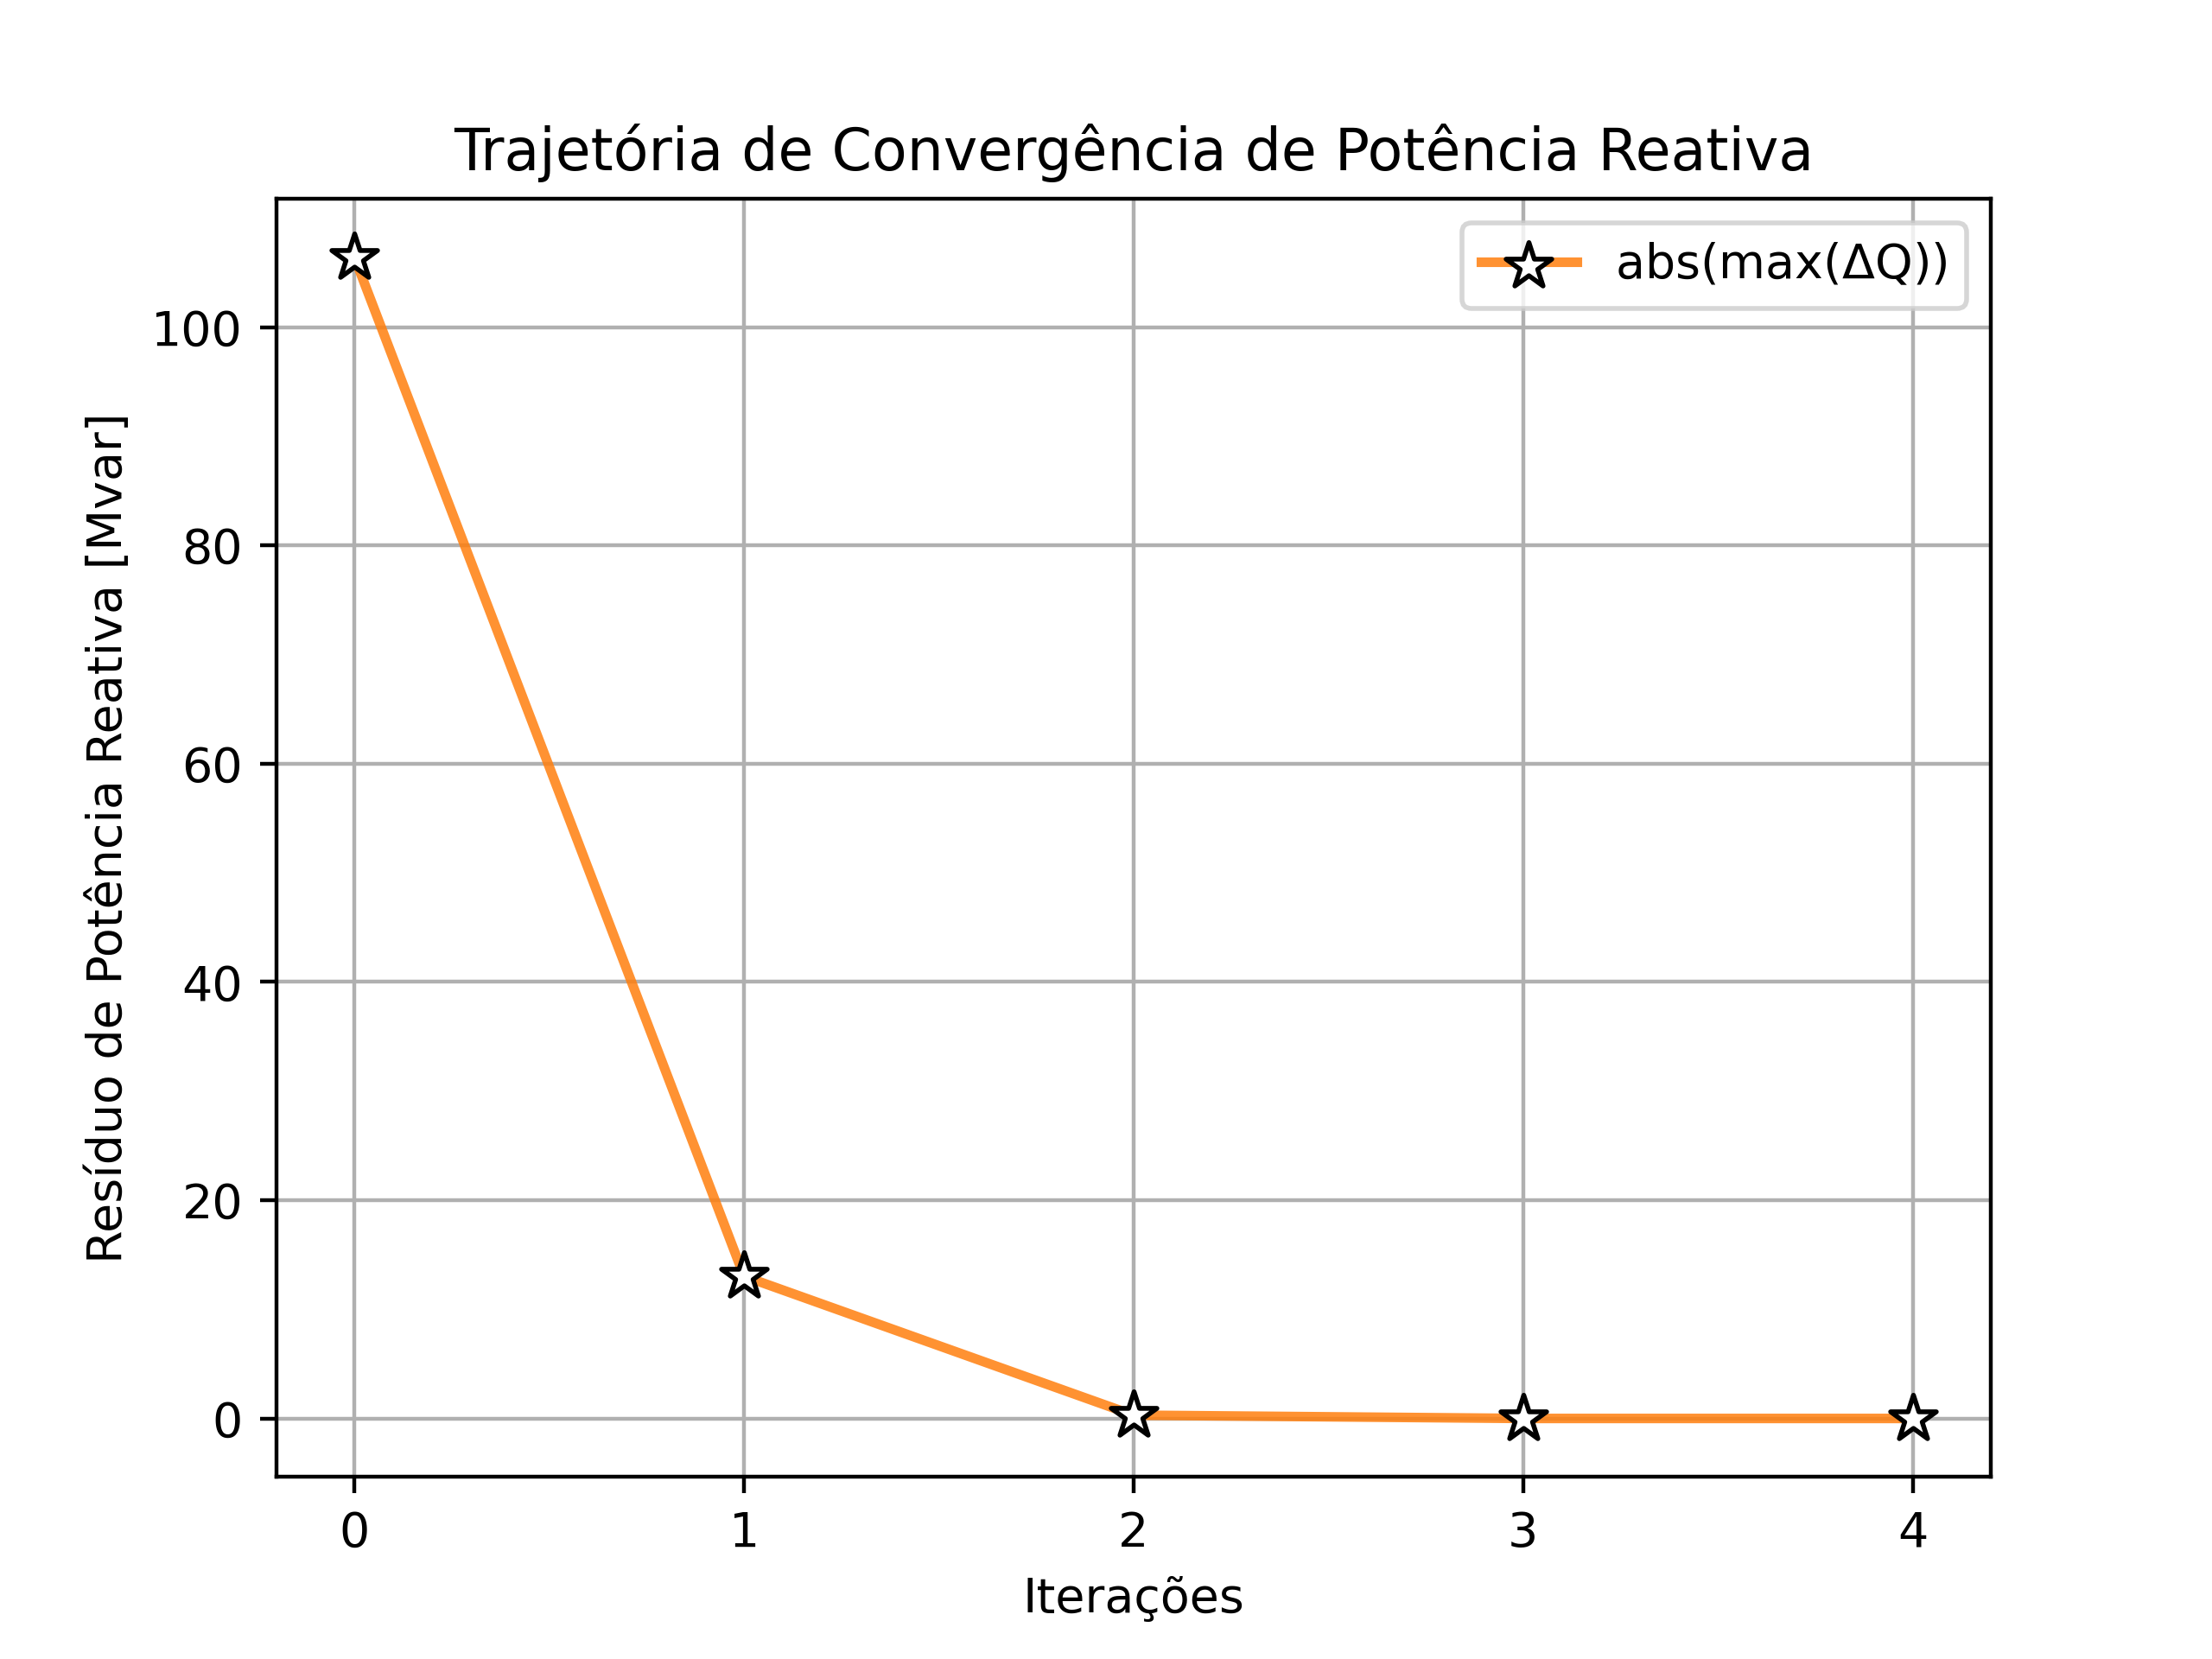 Trajetória de Convergência de Potência Reativa
abs(max(ΔQ))
Resíduo de Potência Reativa [Mvar]
100
80
60
40
20
0
0 1 2 3 4
Iterações